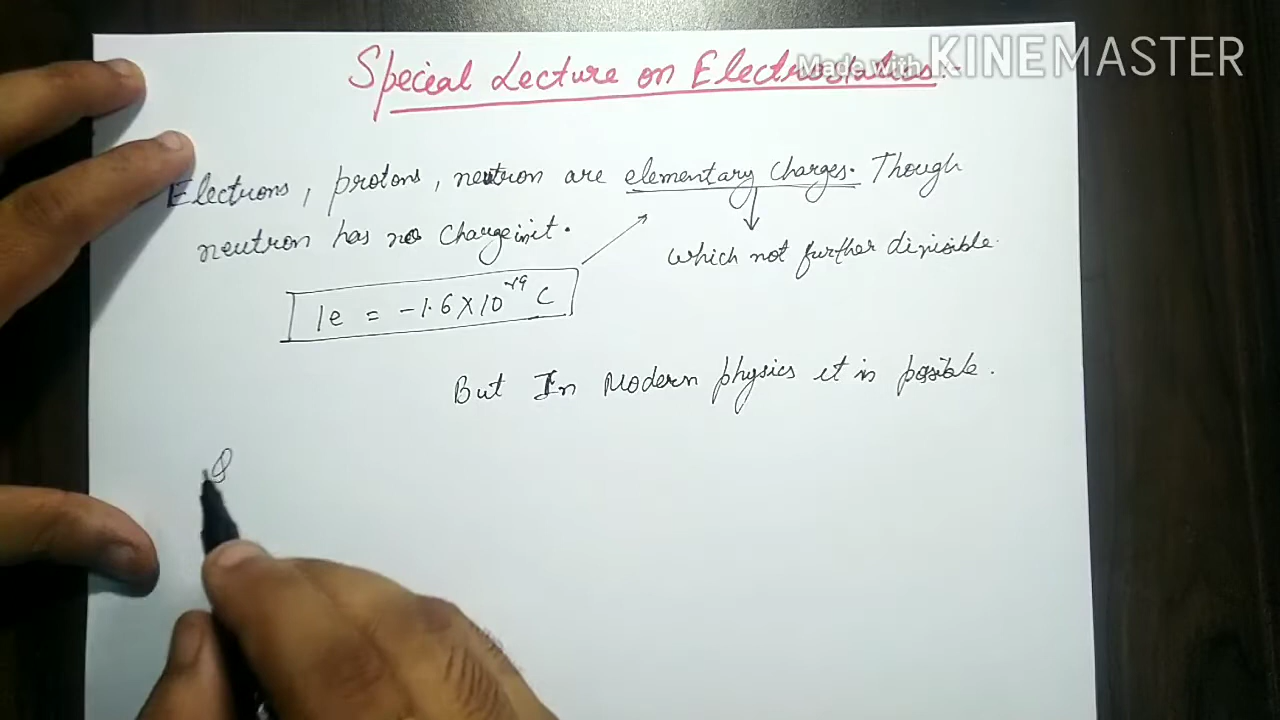 Special Lecture on Electrostatics:-
Made with KINEMASTER
Electrons, protons, neutron are elementary charges. Though
neutron has no charge in it.
which not further divisible.
1e = -1.6 X 10^-19 C
But In Modern physics it is possible.